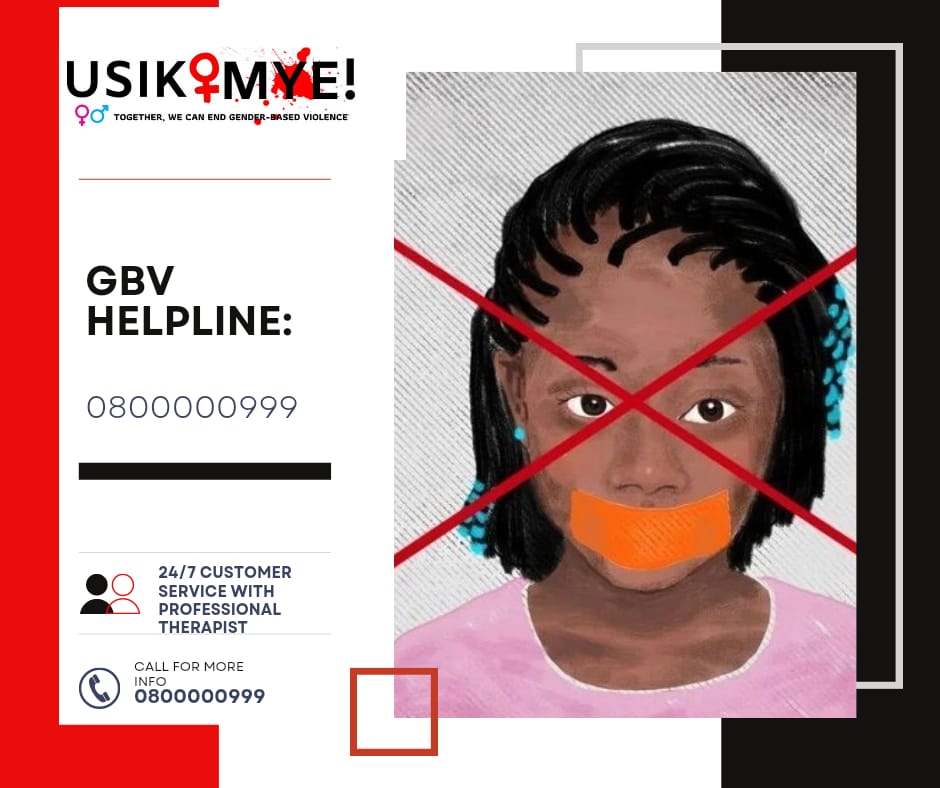 USIKOMYE!
TOGETHER, WE CAN END GENDER-BASED VIOLENCE
GBV
HELPLINE:
0800000999
24/7 CUSTOMER
SERVICE WITH
PROFESSIONAL
THERAPIST
CALL FOR MORE
INFO
0800000999